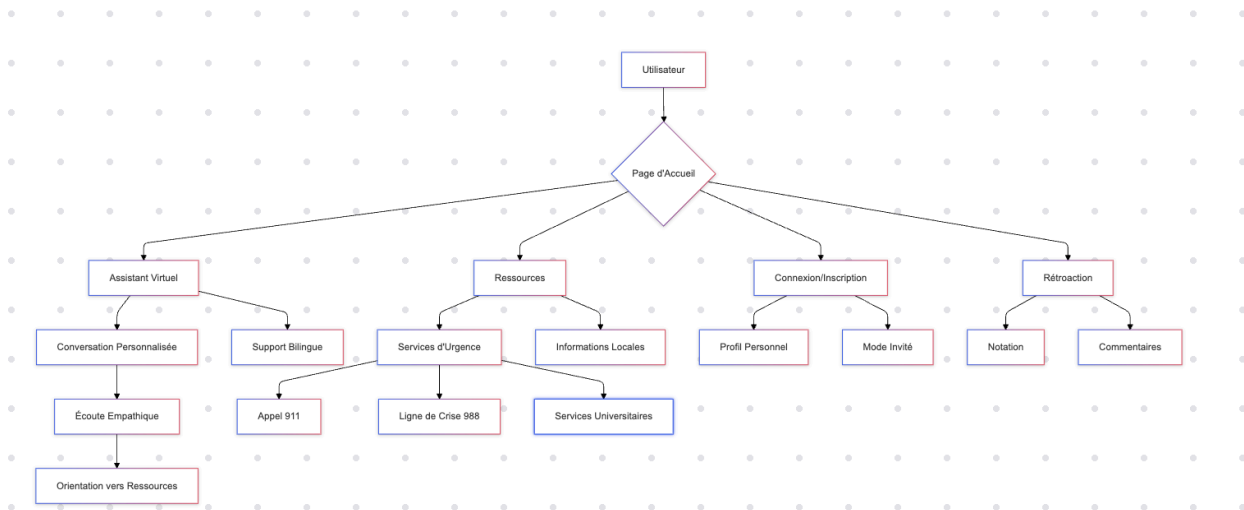 Utilisateur
Page d'Accueil
Assistant Virtuel
Ressources
Connexion/Inscription
Rétroaction
Conversation Personnalisée
Support Bilingue
Services d'Urgence
Informations Locales
Profil Personnel
Mode Invité
Notation
Commentaires
Écoute Empathique
Appel 911
Ligne de Crise 988
Services Universitaires
Orientation vers Ressources